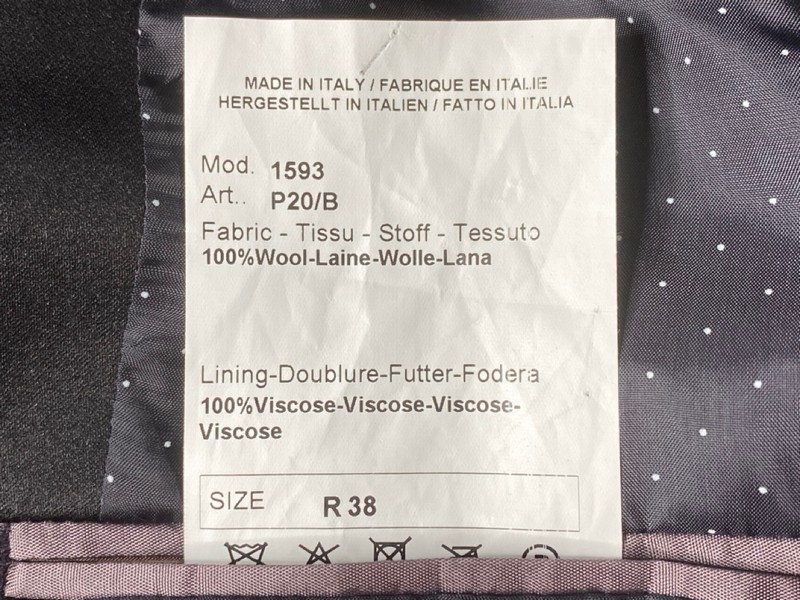 MADE IN ITALY / FABRIQUE EN ITALIE
HERGESTELLT IN ITALIEN / FATTO IN ITALIA
Mod. 1593
Art.. P20/B
Fabric - Tissu - Stoff - Tessuto
100%Wool-Laine-Wolle-Lana
Lining-Doublure-Futter-Fodera
100%Viscose-Viscose-Viscose-
Viscose
SIZE R 38